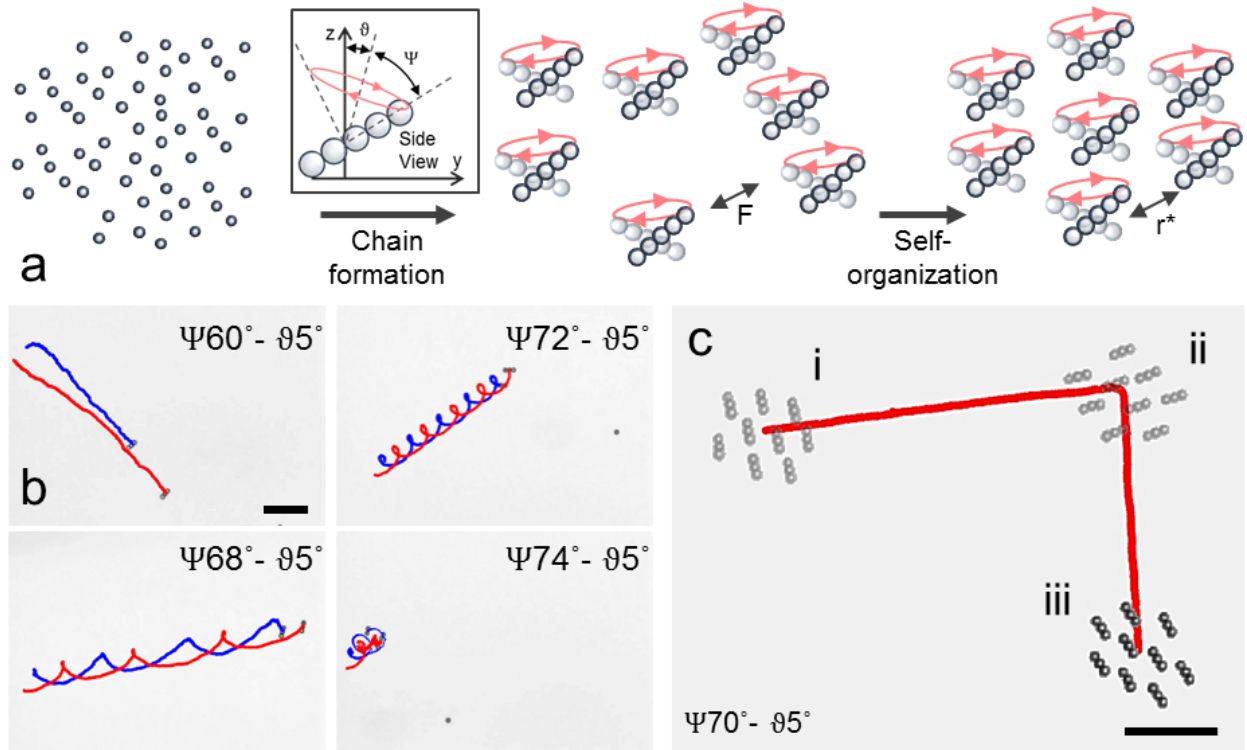 z
ϑ
Ψ
Side
View
y
Chain
formation
F
Self-
organization
r*
a
Ψ60°- ϑ5°
Ψ72°- ϑ5°
b
Ψ68°- ϑ5°
Ψ74°- ϑ5°
c
i
ii
iii
Ψ70°- ϑ5°